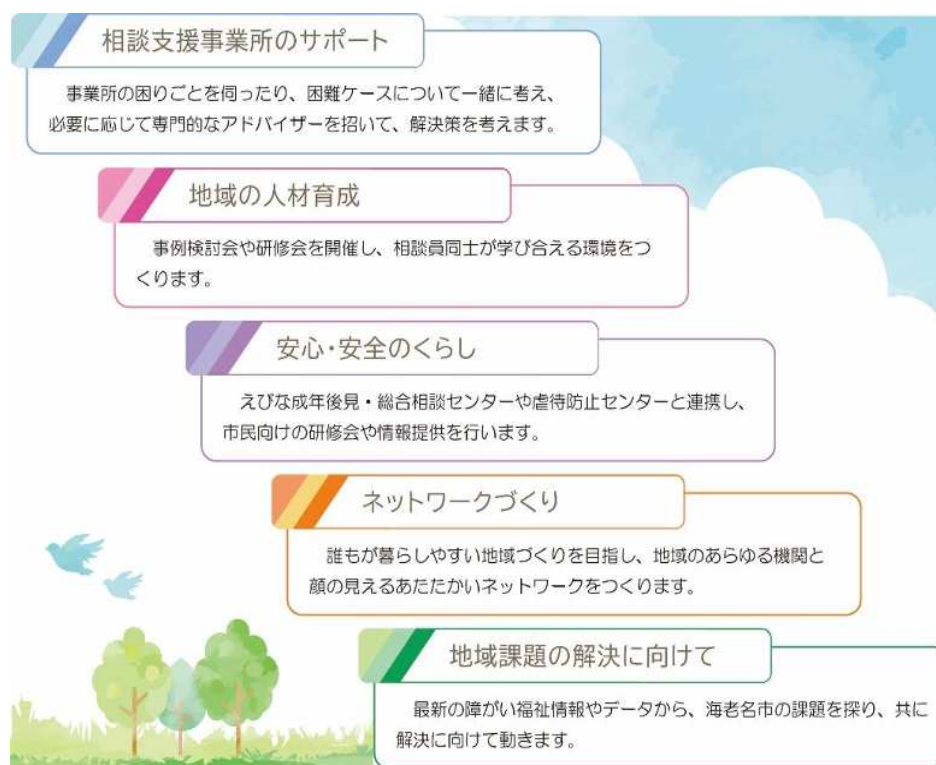 相談支援事業所のサポート
事業所の困りごとを伺ったり、困難ケースについて一緒に考え、
必要に応じて専門的なアドバイザーを招いて、解決策を考えます。
地域の人材育成
事例検討会や研修会を開催し、相談員同士が学び合える環境をつ
くります。
安心・安全のくらし
えびな成年後見・総合相談センターや虐待防止センターと連携し、
市民向けの研修会や情報提供を行います。
ネットワークづくり
誰もが暮らしやすい地域づくりを目指し、地域のあらゆる機関と
顔の見えるあたたかいネットワークをつくります。
地域課題の解決に向けて
最新の障がい福祉情報やデータから、海老名市の課題を探り、共に
解決に向けて動きます。